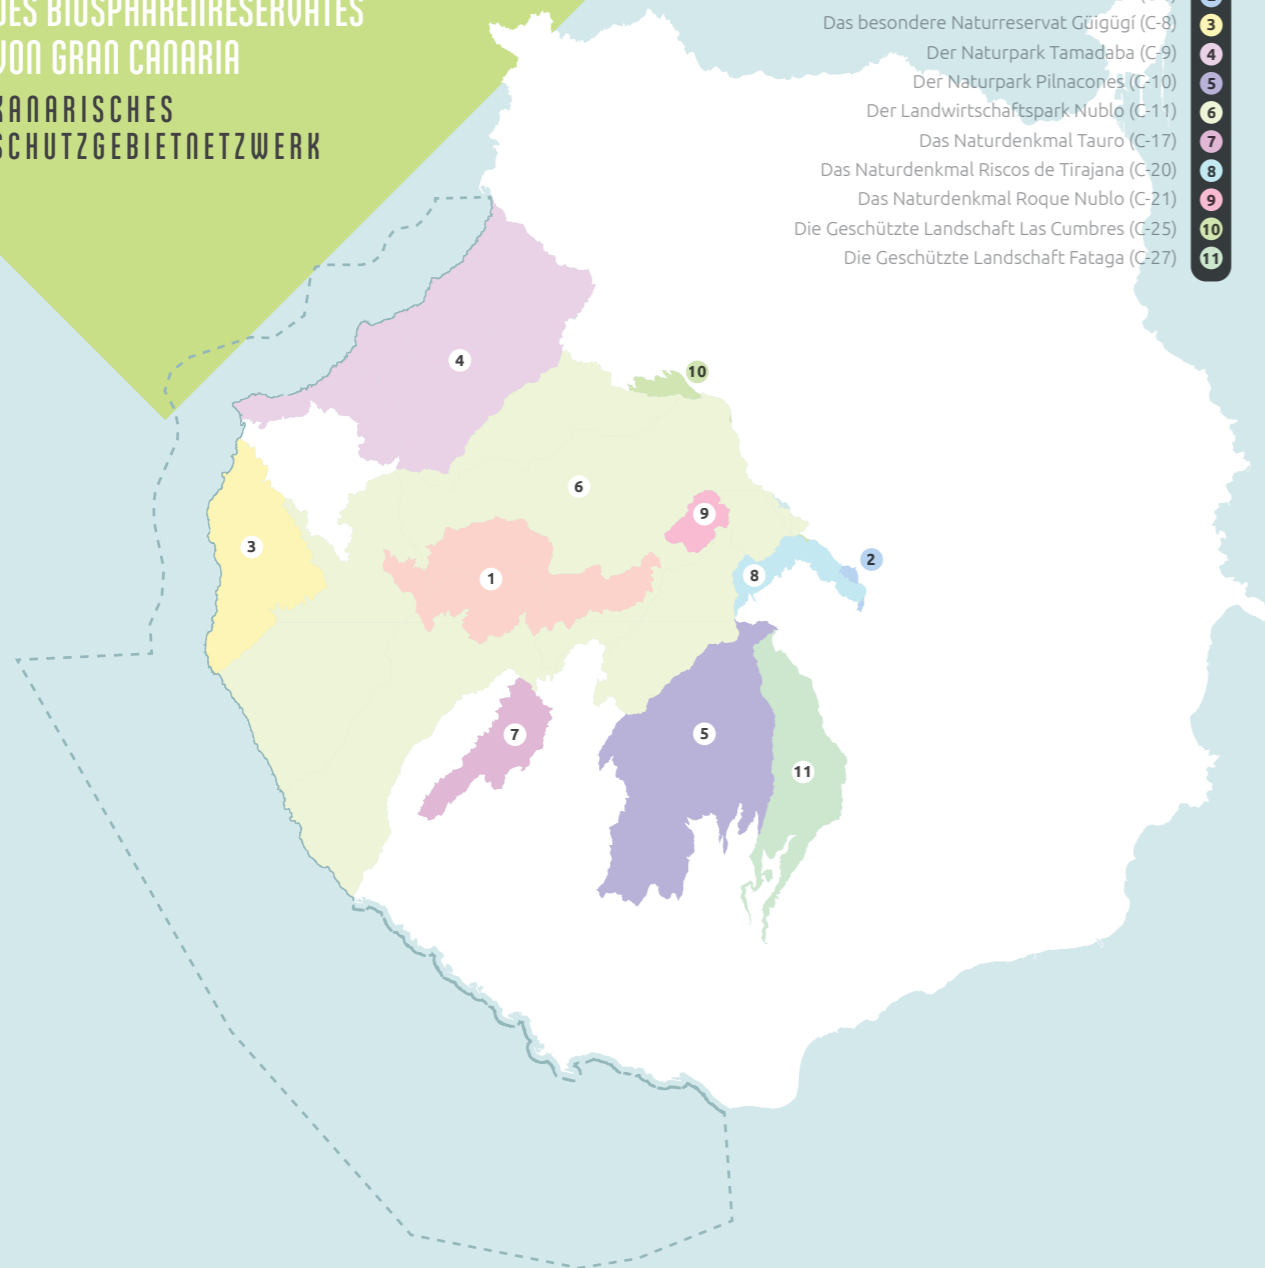 DES BIOSPHÄRENRESERVATES
VON GRAN CANARIA
KANARISCHES
SCHUTZGEBIETNETZWERK
Das besondere Naturreservat Güigügí (C-8) 3
Der Naturpark Tamadaba (C-9) 4
Der Naturpark Pilnacones (C-10) 5
Der Landwirtschaftspark Nublo (C-11) 6
Das Naturdenkmal Tauro (C-17) 7
Das Naturdenkmal Riscos de Tirajana (C-20) 8
Das Naturdenkmal Roque Nublo (C-21) 9
Die Geschützte Landschaft Las Cumbres (C-25) 10
Die Geschützte Landschaft Fataga (C-27) 11
4
10
6
9
3
2
8
1
5
7
11